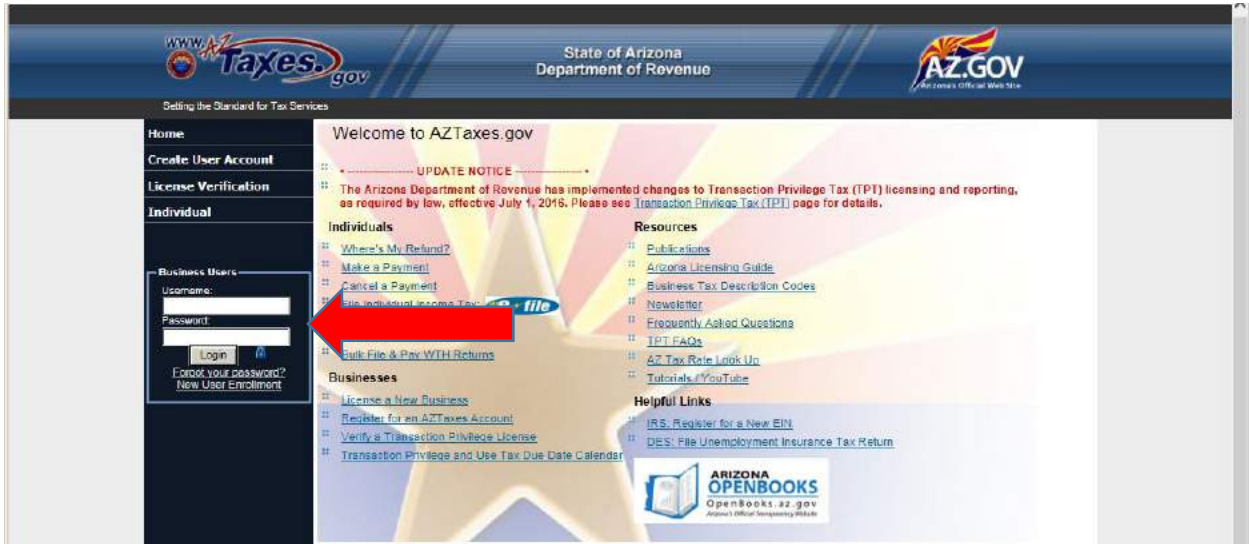 www.AZTaxes.gov
State of Arizona
Department of Revenue
AZ.GOV
Arizona's Official Web Site
Setting the Standard for Tax Services
Home
Create User Account
License Verification
Individual
Business Users
Username:
Password:
Login
Forgot your password?
New User Enrollment
Welcome to AZTaxes.gov
UPDATE NOTICE
The Arizona Department of Revenue has implemented changes to Transaction Privilege Tax (TPT) licensing and reporting,
as required by law, effective July 1, 2016. Please see Transaction Privilege Tax (TPT) page for details.
Individuals
Where's My Refund?
Make a Payment
Cancel a Payment
File Individual Income Tax: file
Bulk File & Pay WTH Returns
Businesses
License a New Business
Register for an AZTaxes Account
Verify a Transaction Privilege License
Transaction Privilege and Use Tax Due Date Calendar
Resources
Publications
Arizona Licensing Guide
Business Tax Description Codes
Newsletter
Frequently Asked Questions
TPT FAQs
AZ Tax Rate Look Up
Tutorials / YouTube
Helpful Links
IRS: Register for a New EIN
DES: File Unemployment Insurance Tax Return
ARIZONA
OPENBOOKS
OpenBooks.az.gov
Arizona's Official Transparency Website